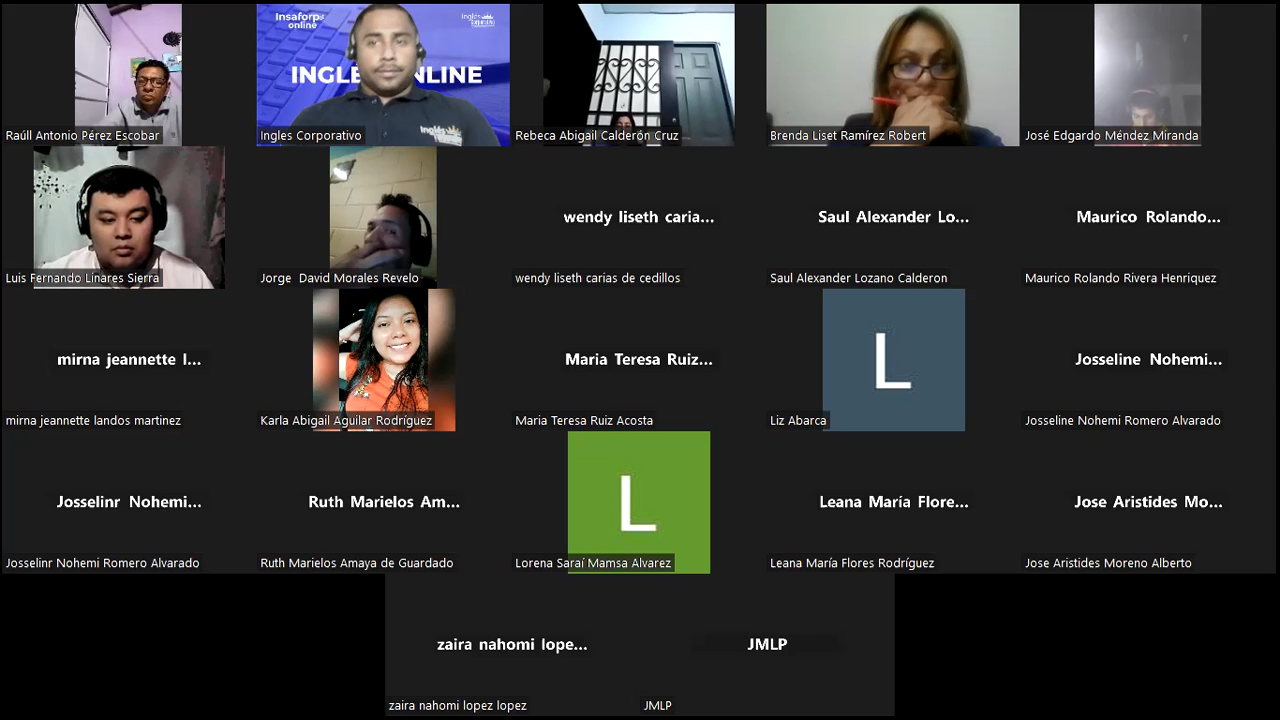 Insaforp
online
Inglés
Corporativo
INGLÉ NLINE
Inglés
Raúll Antonio Pérez Escobar
Ingles Corporativo
Rebeca Abigail Calderón Cruz
Brenda Liset Ramírez Robert
José Edgardo Méndez Miranda
wendy liseth caria...
Saul Alexander Lo...
Maurico Rolando...
Luis Fernando Linares Sierra
Jorge David Morales Revelo
wendy liseth carias de cedillos
Saul Alexander Lozano Calderon
Maurico Rolando Rivera Henriquez
mirna jeannette l...
Maria Teresa Ruiz...
L
Josseline Nohemi...
mirna jeannette landos martinez
Karla Abigail Aguilar Rodríguez
Maria Teresa Ruiz Acosta
Liz Abarca
Josseline Nohemi Romero Alvarado
Josselinr Nohemi...
Ruth Marielos Am...
L
Leana María Flore...
Jose Aristides Mo...
Josselinr Nohemi Romero Alvarado
Ruth Marielos Amaya de Guardado
Lorena Saraí Mamsa Alvarez
Leana María Flores Rodríguez
Jose Aristides Moreno Alberto
zaira nahomi lope...
JMLP
zaira nahomi lopez lopez
JMLP